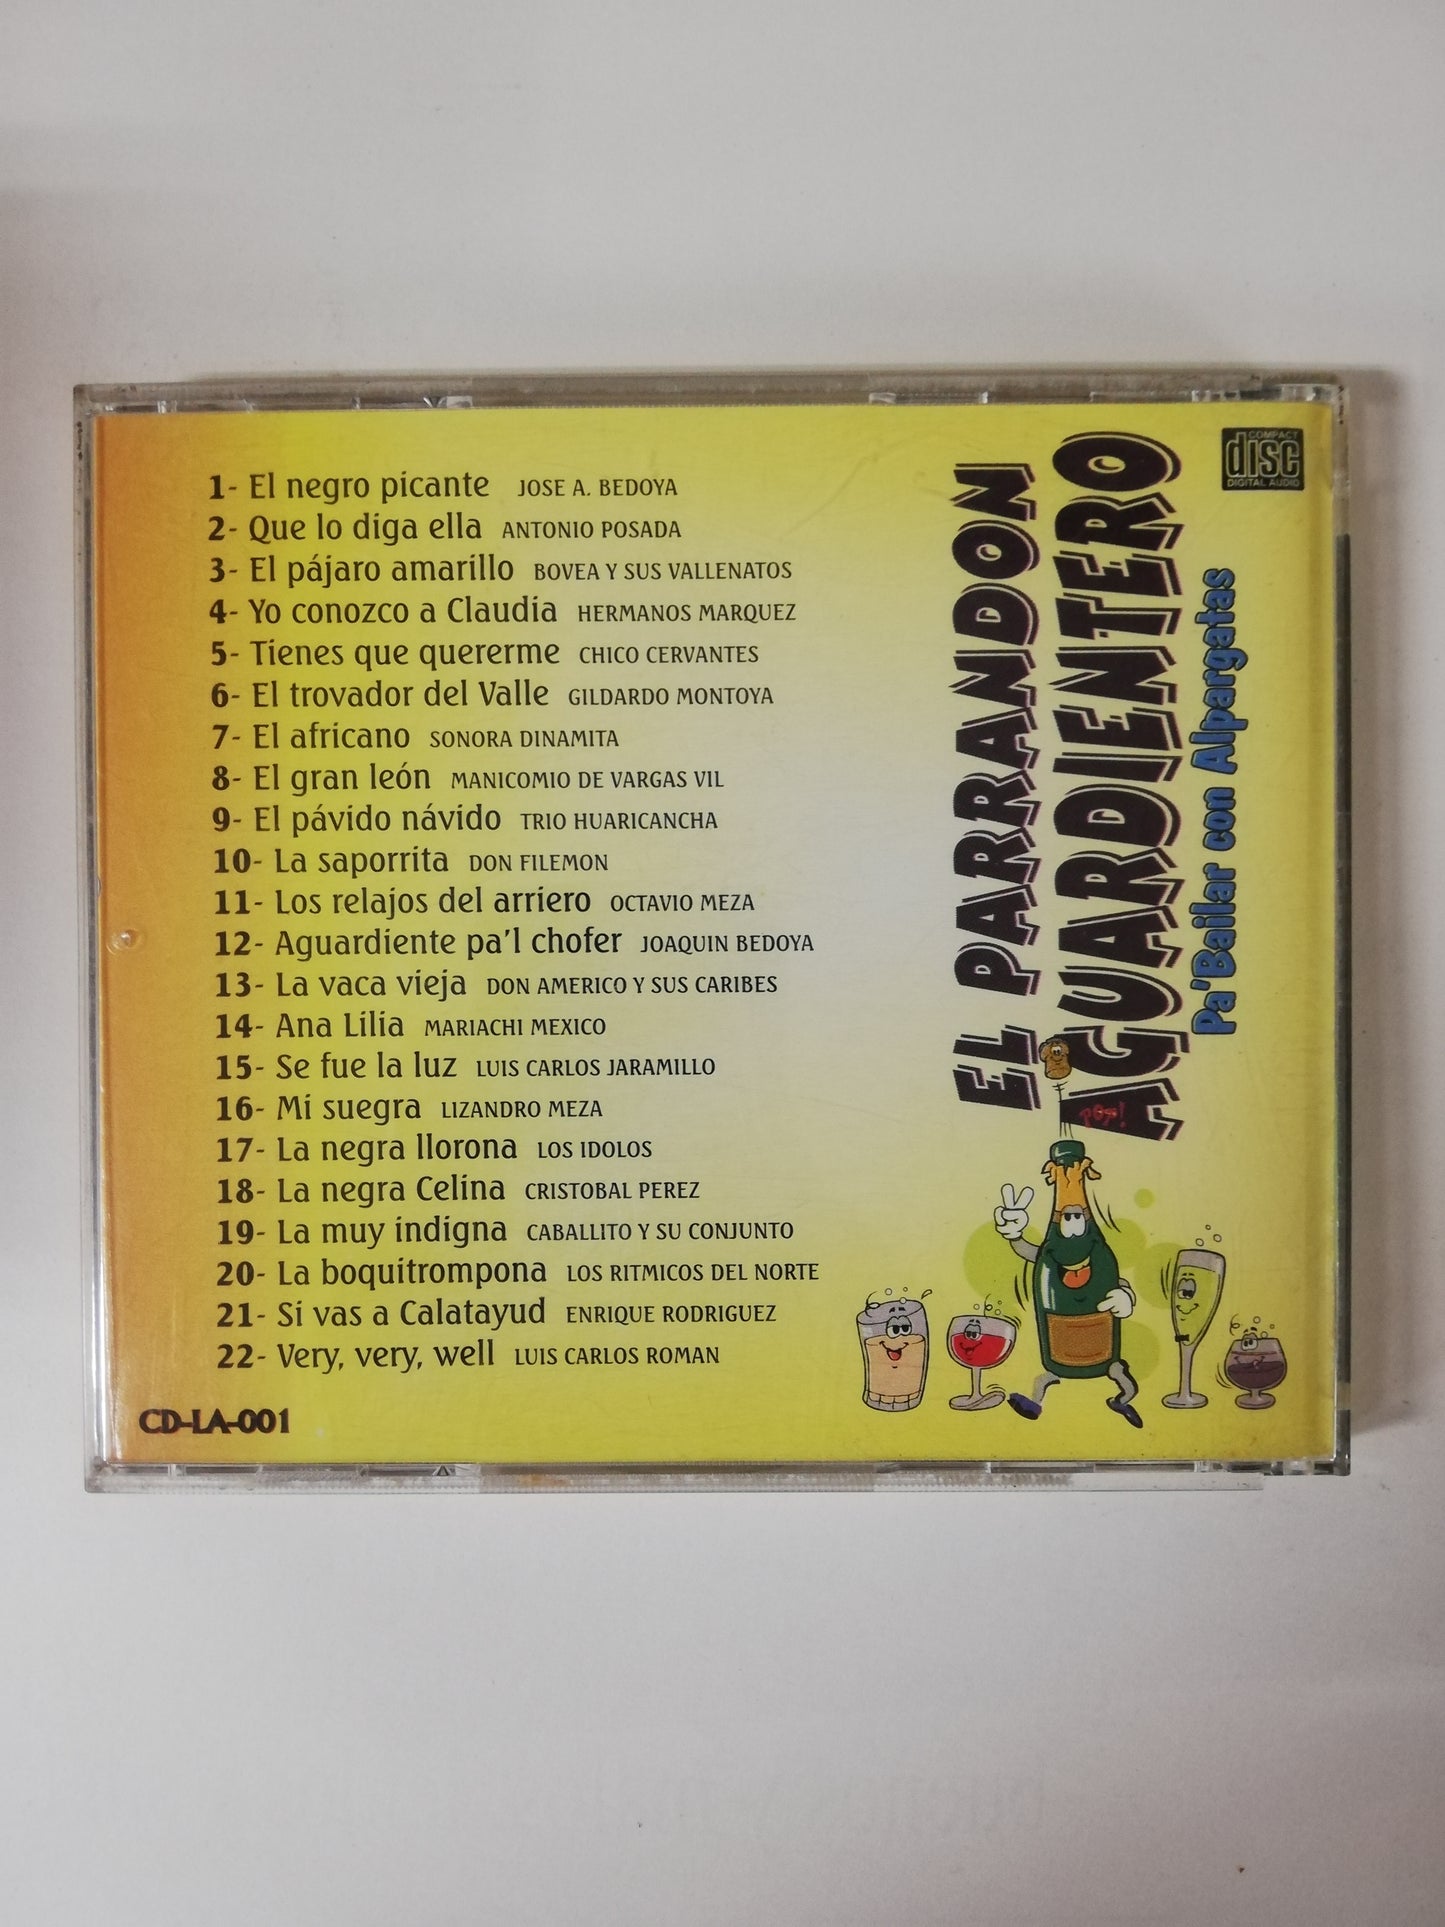 1- El negro picante JOSE A. BEDOYA
2- Que lo diga ella ANTONIO POSADA
3- El pájaro amarillo BOVEA Y SUS VALLENATOS
4- Yo conozco a Claudia HERMANOS MARQUEZ
5- Tienes que quererme CHICO CERVANTES
6- El trovador del Valle GILDARDO MONTOYA
7- El africano SONORA DINAMITA
8- El gran león MANICOMIO DE VARGAS VIL
9- El pávido návido TRIO HUARICANCHA
10- La saporrita DON FILEMON
11- Los relajos del arriero OCTAVIO MEZA
12- Aguardiente pa'l chofer JOAQUIN BEDOYA
13- La vaca vieja DON AMERICO Y SUS CARIBES
14- Ana Lilia MARIACHI MEXICO
15- Se fue la luz LUIS CARLOS JARAMILLO
16- Mi suegra LIZANDRO MEZA
17- La negra llorona LOS IDOLOS
18- La negra Celina CRISTOBAL PEREZ
19- La muy indigna CABALLITO Y SU CONJUNTO
20- La boquitrompona LOS RITMICOS DEL NORTE
21- Si vas a Calatayud ENRIQUE RODRIGUEZ
22- Very, very, well LUIS CARLOS ROMAN
CD-LA-001
EL PARRANDON
AGUARDIENTERO
Pa'Bailar con Alpargatas
POP!
COMPACT
disc
DIGITAL AUDIO